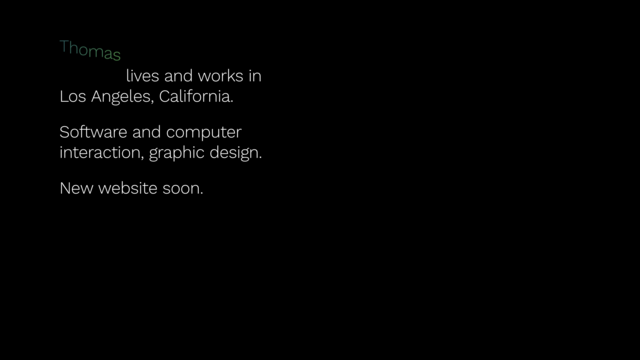 Thomas
lives and works in
Los Angeles, California.
Software and computer
interaction, graphic design.
New website soon.